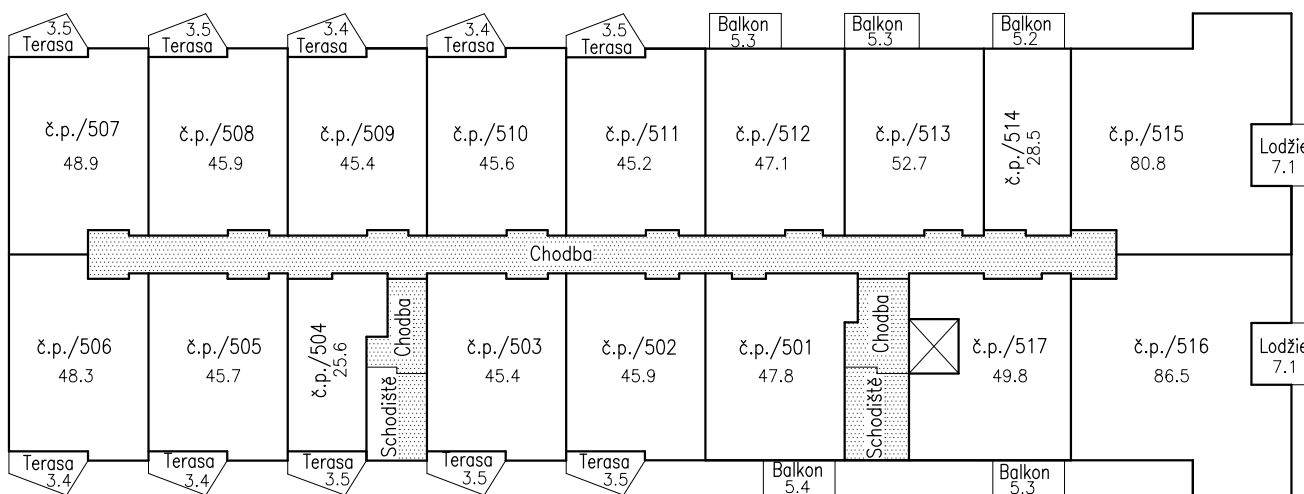 3.5
Terasa
3.5
Terasa
3.4
Terasa
3.4
Terasa
3.5
Terasa
Balkon
5.3
Balkon
5.3
Balkon
5.2
č.p./507
48.9
č.p./508
45.9
č.p./509
45.4
č.p./510
45.6
č.p./511
45.2
č.p./512
47.1
č.p./513
52.7
č.p./514
28.5
č.p./515
80.8
Lodžie
7.1
Chodba
č.p./506
48.3
č.p./505
45.7
č.p./504
25.6
Chodba
Schodiště
č.p./503
45.4
č.p./502
45.9
č.p./501
47.8
Chodba
Schodiště
č.p./517
49.8
č.p./516
86.5
Lodžie
7.1
Terasa
3.4
Terasa
3.4
Terasa
3.5
Terasa
3.5
Terasa
3.5
Balkon
5.4
Balkon
5.3